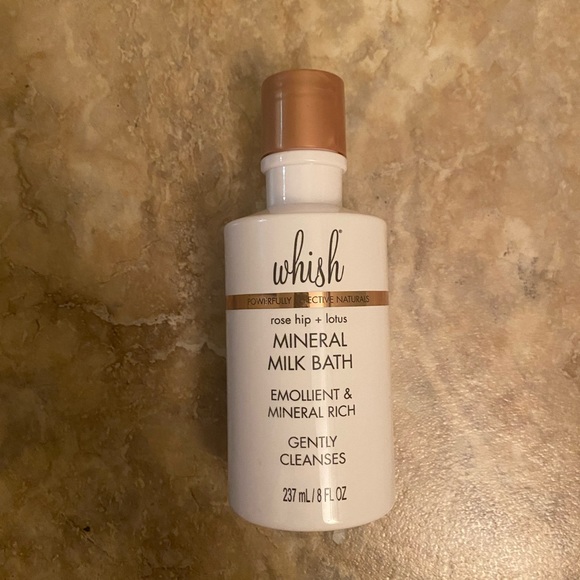 whish®
POWERFULLY EFFECTIVE NATURALS
rose hip + lotus
MINERAL
MILK BATH
EMOLLIENT &
MINERAL RICH
GENTLY
CLEANSES
237 mL/8 FL OZ